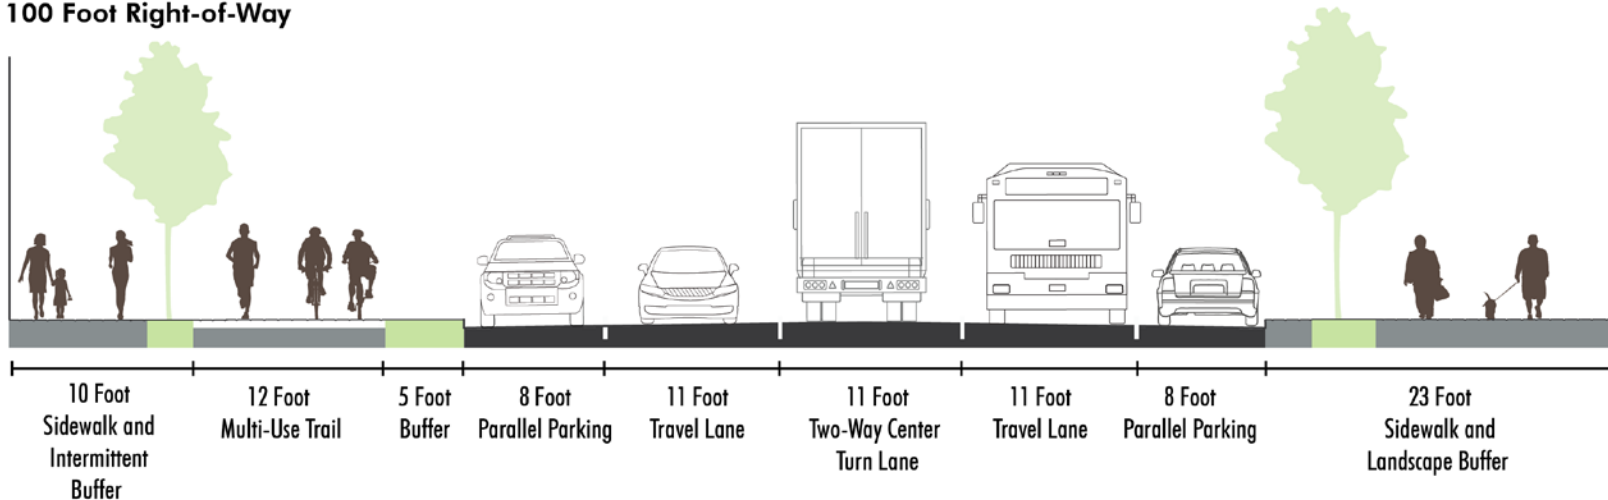 100 Foot Right-of-Way
10 Foot
Sidewalk and
Intermittent
Buffer
12 Foot
Multi-Use Trail
5 Foot
Buffer
8 Foot
Parallel Parking
11 Foot
Travel Lane
11 Foot
Two-Way Center
Turn Lane
11 Foot
Travel Lane
8 Foot
Parallel Parking
23 Foot
Sidewalk and
Landscape Buffer